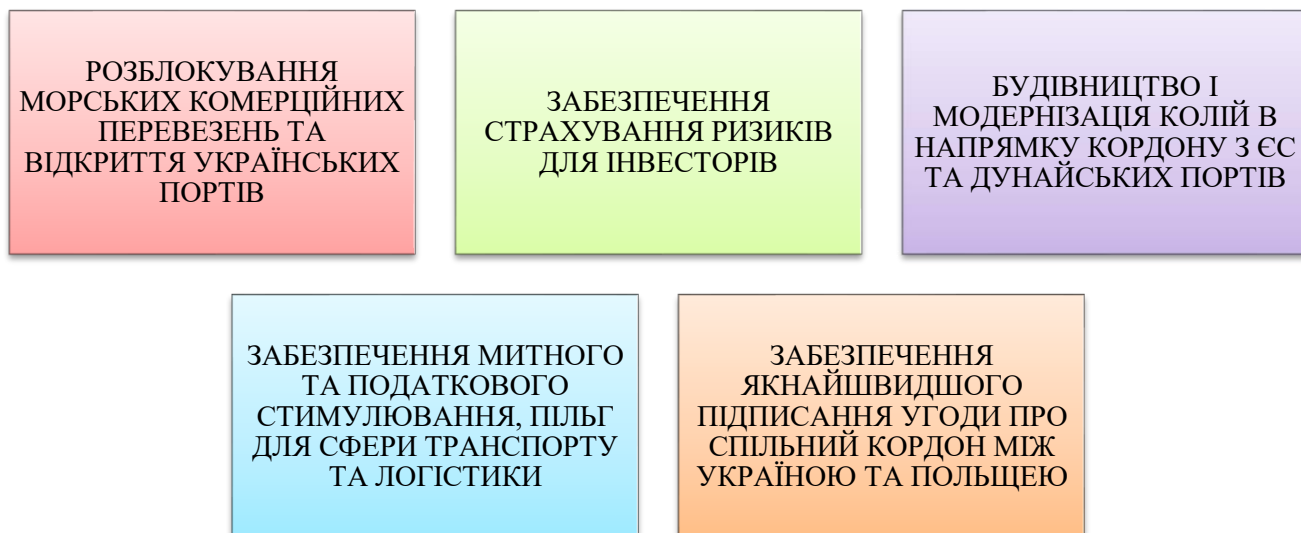 РОЗБЛОКУВАННЯ
МОРСЬКИХ КОМЕРЦІЙНИХ
ПЕРЕВЕЗЕНЬ ТА
ВІДКРИТТЯ УКРАЇНСЬКИХ
ПОРТІВ
ЗАБЕЗПЕЧЕННЯ
СТРАХУВАННЯ РИЗИКІВ
ДЛЯ ІНВЕСТОРІВ
БУДІВНИЦТВО І
МОДЕРНІЗАЦІЯ КОЛІЙ В
НАПРЯМКУ КОРДОНУ З ЄС
ТА ДУНАЙСЬКИХ ПОРТІВ
ЗАБЕЗПЕЧЕННЯ МИТНОГО
ТА ПОДАТКОВОГО
СТИМУЛЮВАННЯ, ПІЛЬГ
ДЛЯ СФЕРИ ТРАНСПОРТУ
ТА ЛОГІСТИКИ
ЗАБЕЗПЕЧЕННЯ
ЯКНАЙШВИДШОГО
ПІДПИСАННЯ УГОДИ ПРО
СПІЛЬНИЙ КОРДОН МІЖ
УКРАЇНОЮ ТА ПОЛЬЩЕЮ